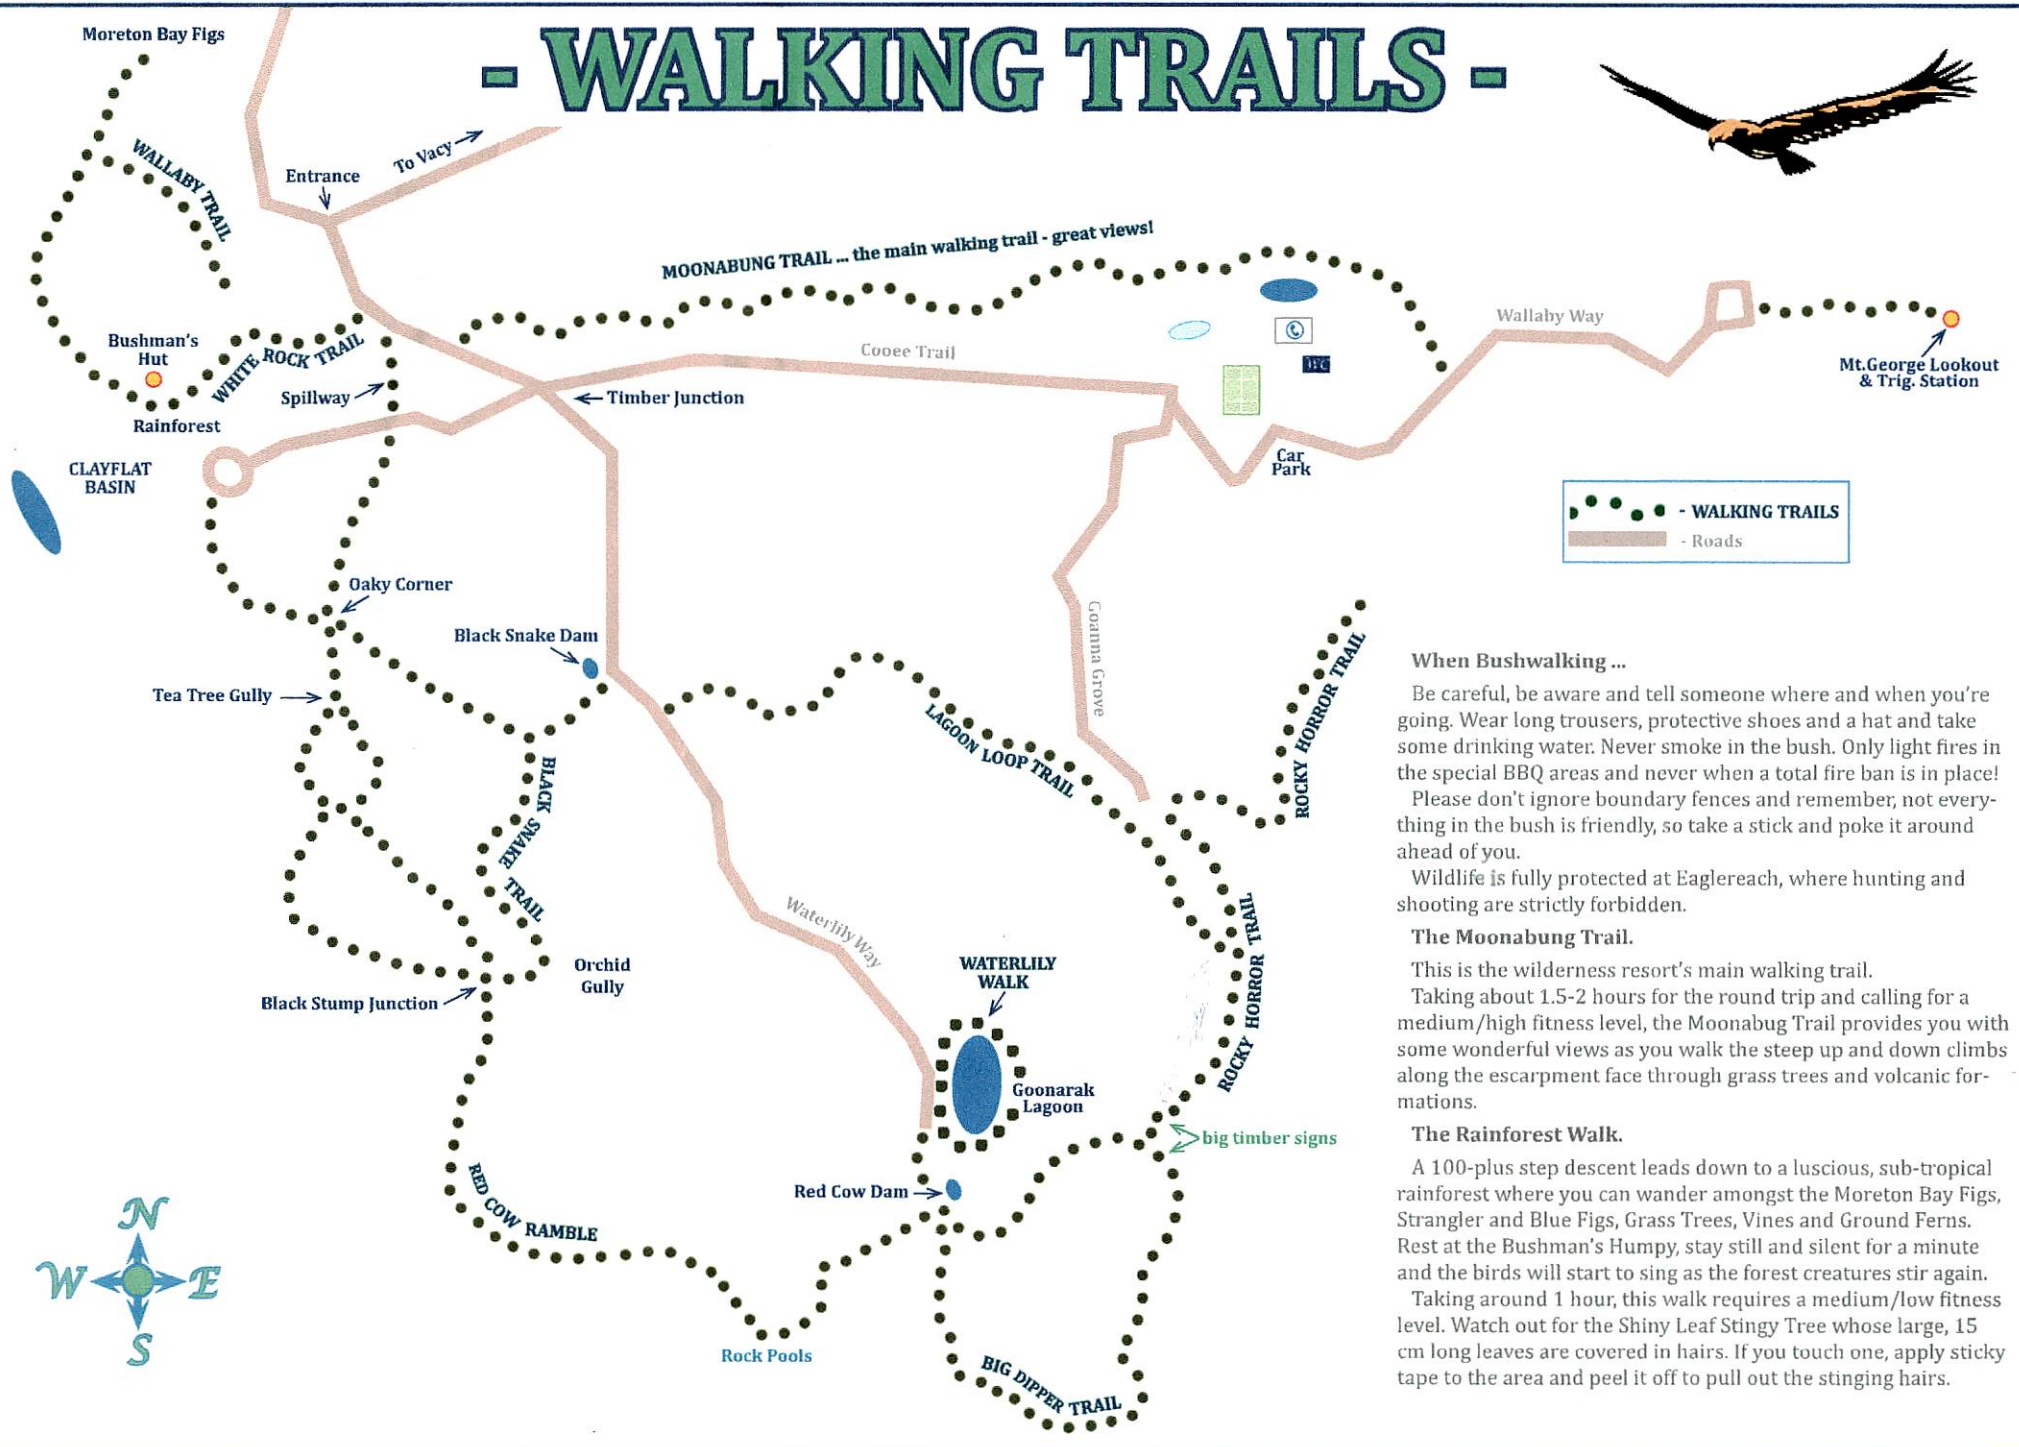 - WALKING TRAILS -
Moreton Bay Figs
WALLABY TRAIL
Entrance
To Vacy
MOONABUNG TRAIL ... the main walking trail - great views!
Bushman's
Hut
WHITE ROCK TRAIL
Spillway
Rainforest
Timber Junction
Cooee Trail
Wallaby Way
Mt.George Lookout
& Trig. Station
Car
Park
CLAYFLAT
BASIN
- WALKING TRAILS
- Roads
Oaky Corner
Black Snake Dam
Tea Tree Gully
Goanna Grove
LAGOON LOOP TRAIL
ROCKY HORROR TRAIL
BLACK SNAKE TRAIL
Waterlily Way
ROCKY HORROR TRAIL
Orchid
Gully
Black Stump Junction
WATERLILY
WALK
Goonarak
Lagoon
big timber signs
Red Cow Dam
RED COW RAMBLE
Rock Pools
BIG DIPPER TRAIL
N
W
E
S
When Bushwalking ...
Be careful, be aware and tell someone where and when you're
going. Wear long trousers, protective shoes and a hat and take
some drinking water. Never smoke in the bush. Only light fires in
the special BBQ areas and never when a total fire ban is in place!
Please don't ignore boundary fences and remember, not every-
thing in the bush is friendly, so take a stick and poke it around
ahead of you.
Wildlife is fully protected at Eaglereach, where hunting and
shooting are strictly forbidden.
The Moonabung Trail.
This is the wilderness resort's main walking trail.
Taking about 1.5-2 hours for the round trip and calling for a
medium/high fitness level, the Moonabug Trail provides you with
some wonderful views as you walk the steep up and down climbs
along the escarpment face through grass trees and volcanic for-
mations.
The Rainforest Walk.
A 100-plus step descent leads down to a luscious, sub-tropical
rainforest where you can wander amongst the Moreton Bay Figs,
Strangler and Blue Figs, Grass Trees, Vines and Ground Ferns.
Rest at the Bushman's Humpy, stay still and silent for a minute
and the birds will start to sing as the forest creatures stir again.
Taking around 1 hour, this walk requires a medium/low fitness
level. Watch out for the Shiny Leaf Stingy Tree whose large, 15
cm long leaves are covered in hairs. If you touch one, apply sticky
tape to the area and peel it off to pull out the stinging hairs.